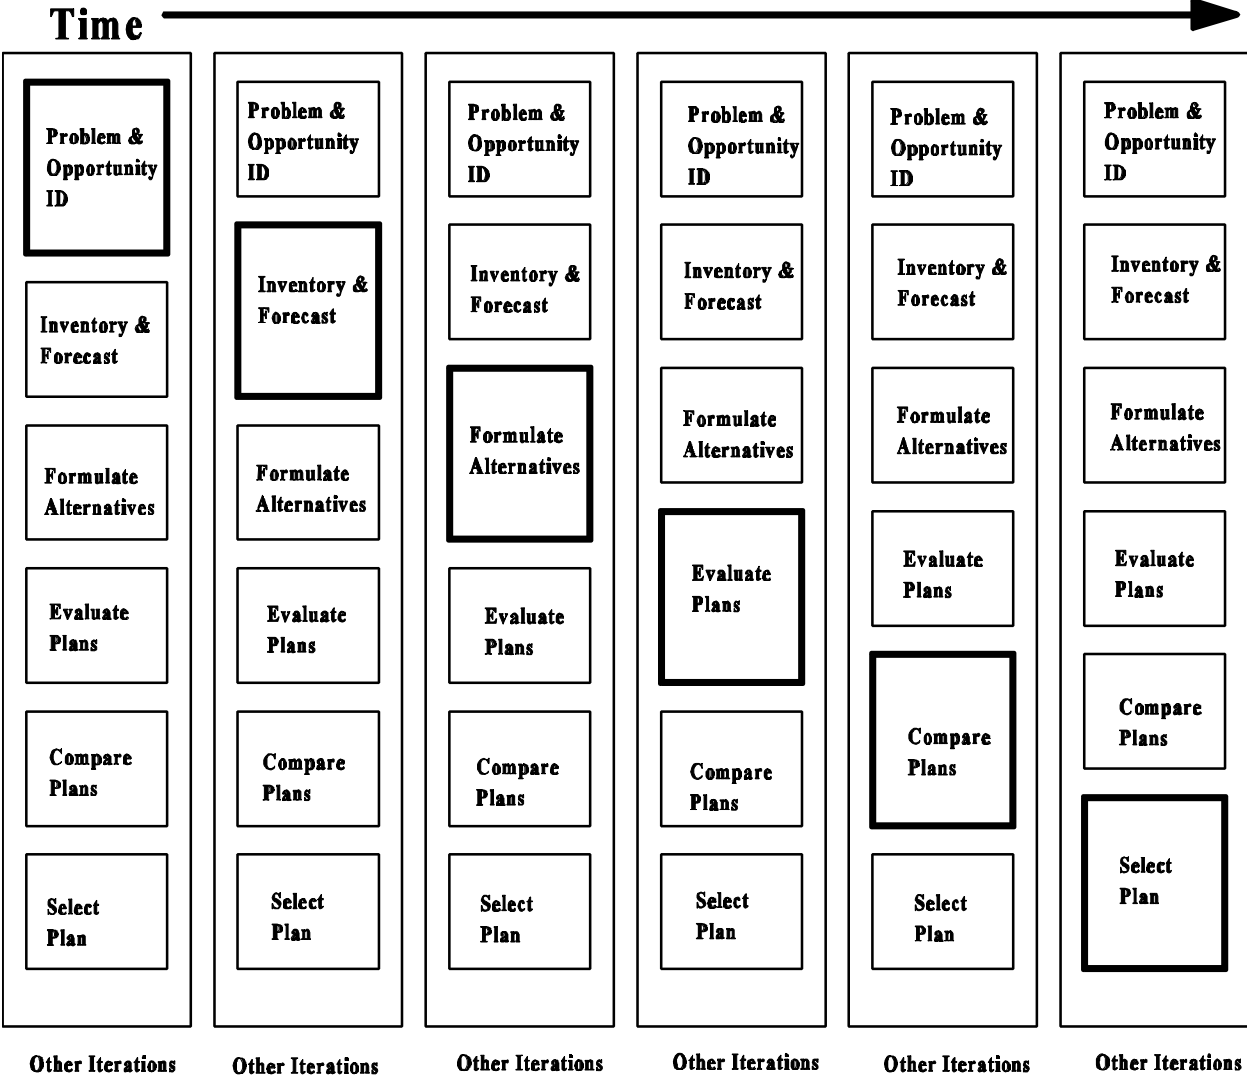 Time
Problem &
Opportunity
ID
Inventory &
Forecast
Formulate
Alternatives
Evaluate
Plans
Compare
Plans
Select
Plan
Other Iterations
Problem &
Opportunity
ID
Inventory &
Forecast
Formulate
Alternatives
Evaluate
Plans
Compare
Plans
Select
Plan
Other Iterations
Problem &
Opportunity
ID
Inventory &
Forecast
Formulate
Alternatives
Evaluate
Plans
Compare
Plans
Select
Plan
Other Iterations
Problem &
Opportunity
ID
Inventory &
Forecast
Formulate
Alternatives
Evaluate
Plans
Compare
Plans
Select
Plan
Other Iterations
Problem &
Opportunity
ID
Inventory &
Forecast
Formulate
Alternatives
Evaluate
Plans
Compare
Plans
Select
Plan
Other Iterations
Problem &
Opportunity
ID
Inventory &
Forecast
Formulate
Alternatives
Evaluate
Plans
Compare
Plans
Select
Plan
Other Iterations